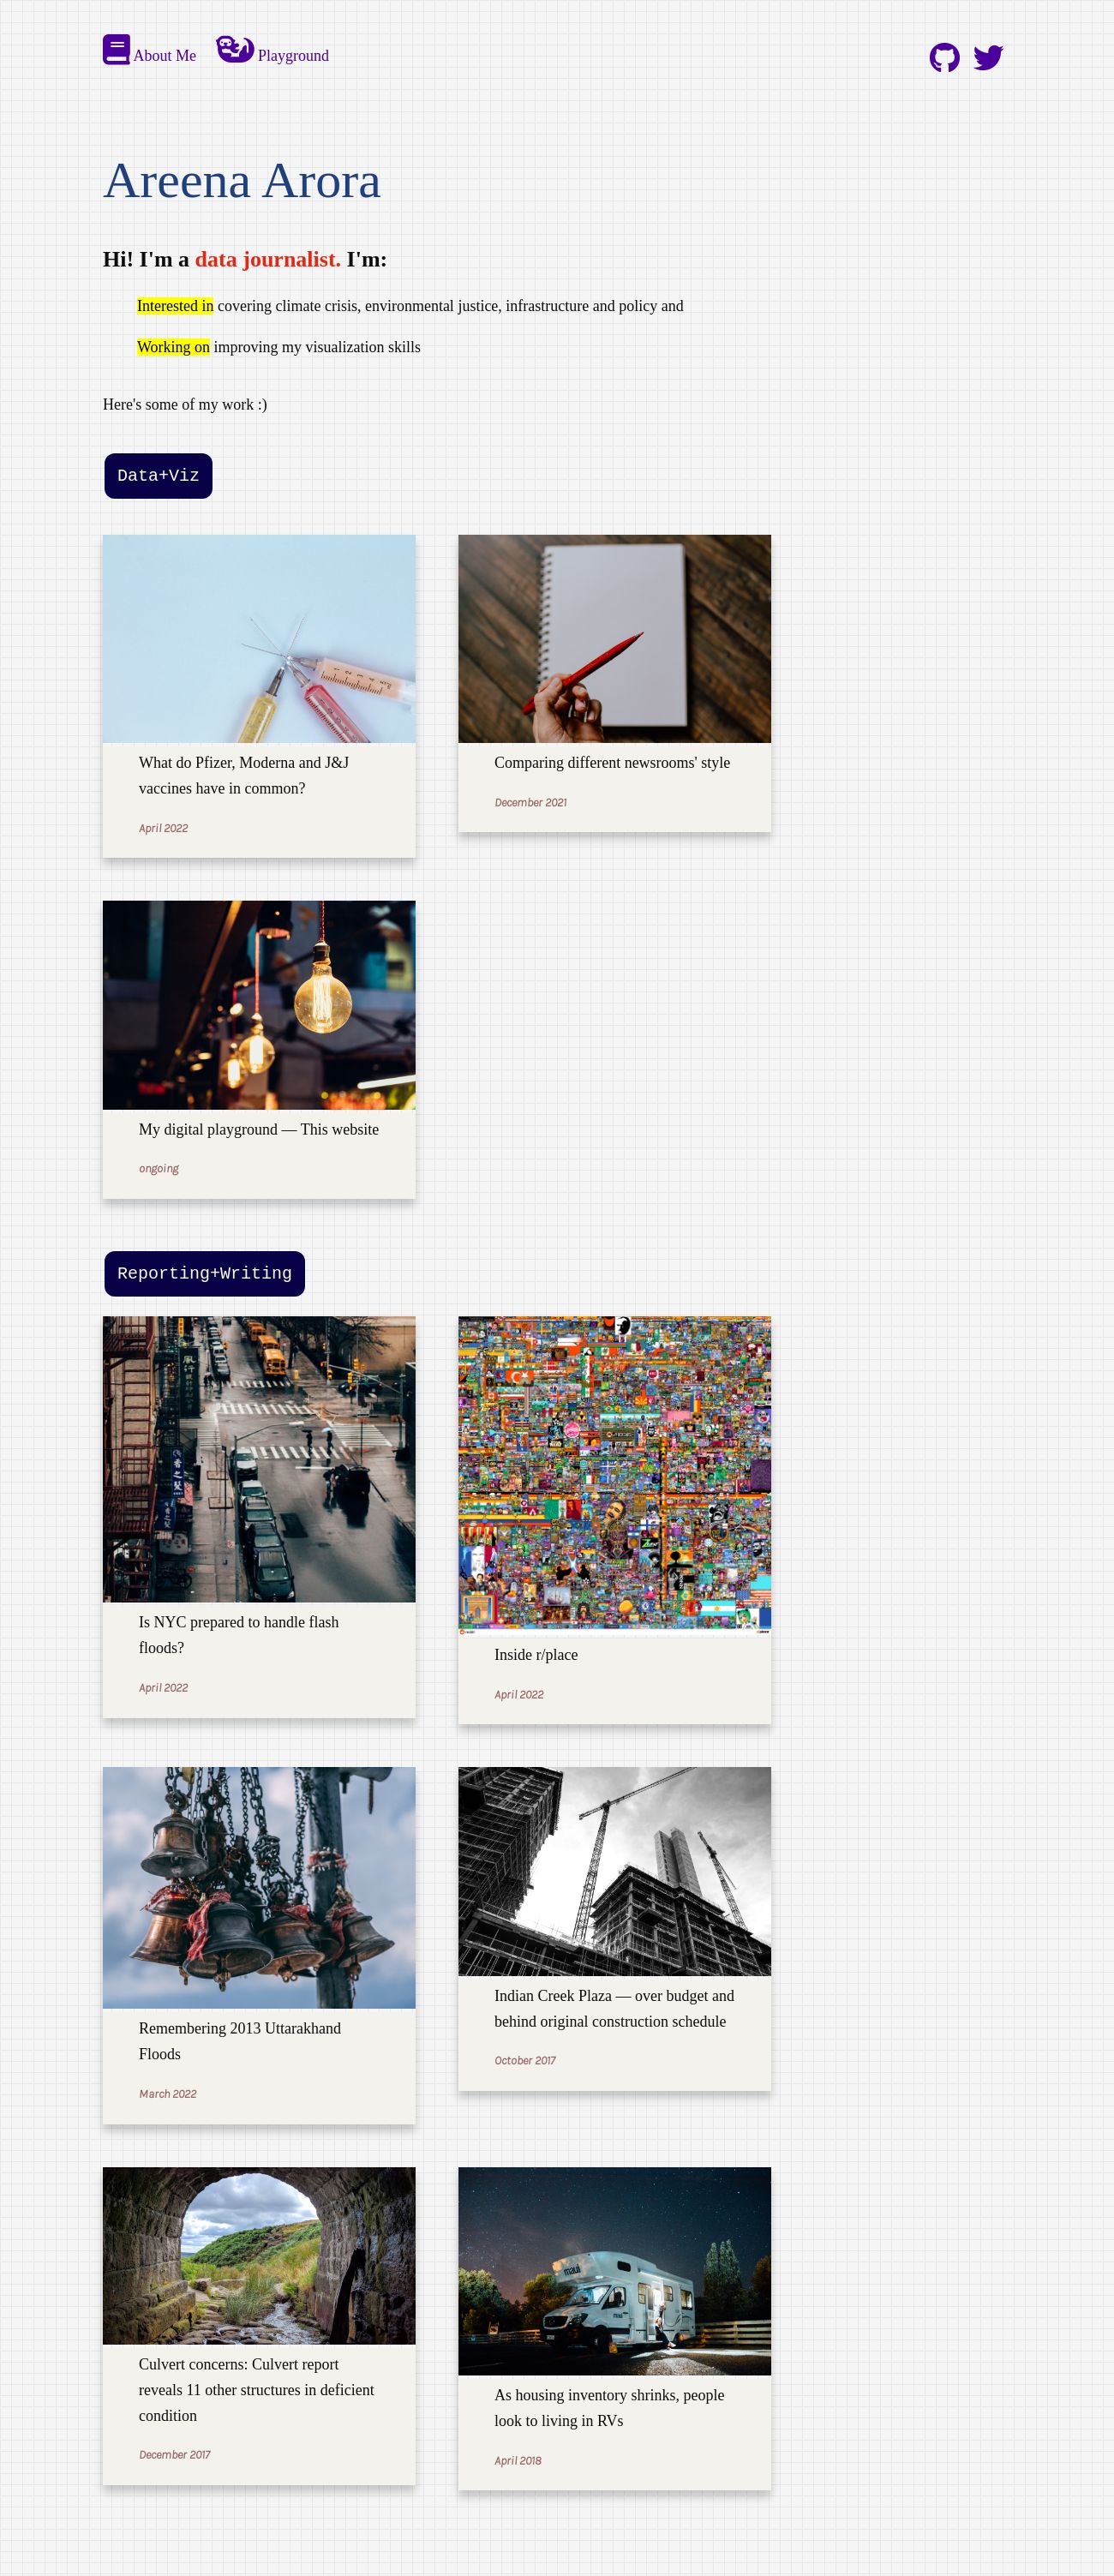 About Me Playground
Areena Arora
Hi! I'm a data journalist. I'm:
Interested in covering climate crisis, environmental justice, infrastructure and policy and
Working on improving my visualization skills
Here's some of my work :)
Data+Viz
What do Pfizer, Moderna and J&J
vaccines have in common?
April 2022
Comparing different newsrooms' style
December 2021
My digital playground — This website
ongoing
Reporting+Writing
Is NYC prepared to handle flash
floods?
April 2022
Inside r/place
April 2022
Remembering 2013 Uttarakhand
Floods
March 2022
Indian Creek Plaza — over budget and
behind original construction schedule
October 2017
Culvert concerns: Culvert report
reveals 11 other structures in deficient
condition
December 2017
maui
As housing inventory shrinks, people
look to living in RVs
April 2018